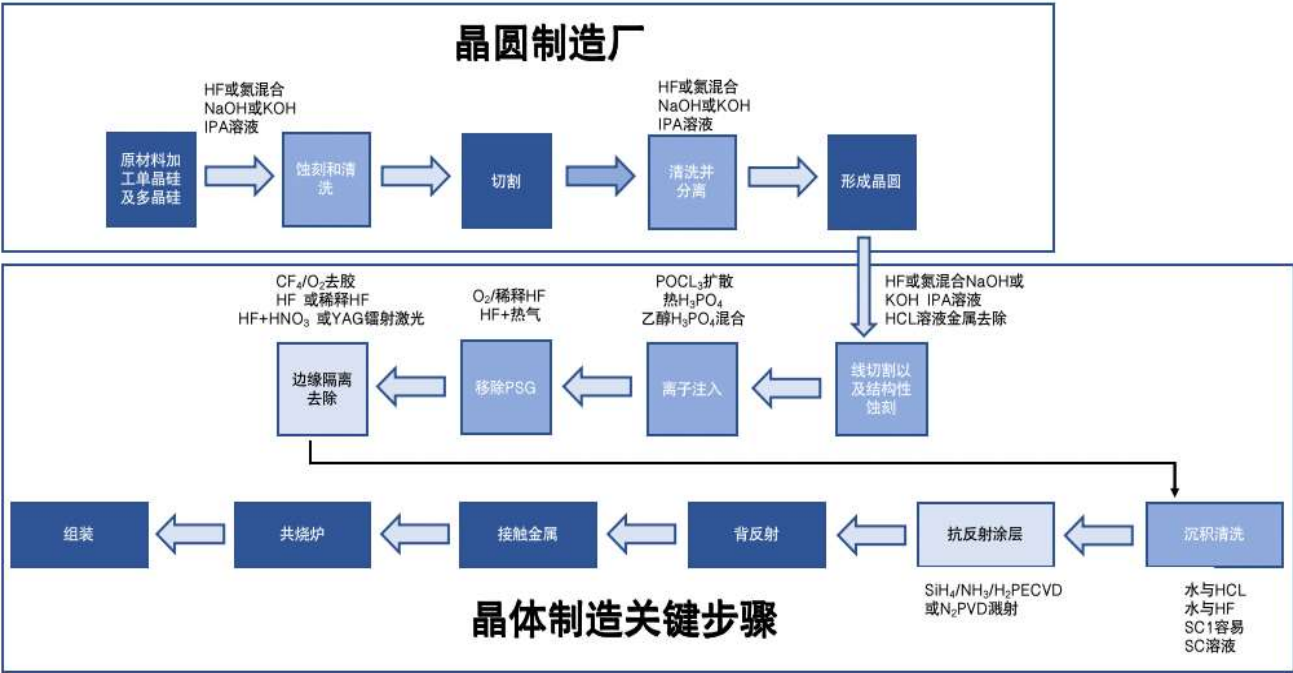 晶圆制造厂
HF或氮混合
NaOH或KOH
IPA溶液
HF或氮混合
NaOH或KOH
IPA溶液
原材料加
工单晶硅
及多晶硅
蚀刻和清
洗
切割
清洗并
分离
形成晶圆
HF或氮混合NaOH或
KOH IPA溶液
HCL溶液金属去除
POCL₃扩散
热H₃PO₄
乙醇H₃PO₄混合
O₂/稀释HF
HF+热气
CF₄/O₂去胶
HF 或稀释HF
HF+HNO₃ 或YAG镭射激光
线切割以
及结构性
蚀刻
离子注入
移除PSG
边缘隔离
去除
组装
共烧炉
接触金属
背反射
抗反射涂层
沉积清洗
SiH₄/NH₃/H₂PECVD
或N₂PVD溅射
水与HCL
水与HF
SC1容易
SC溶液
晶体制造关键步骤